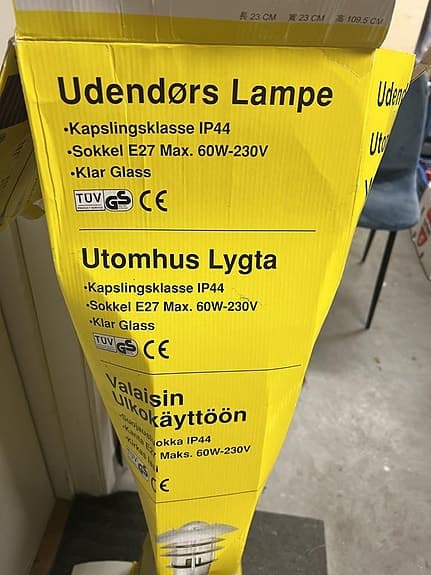 長 23 CM 寬 23 CM 高 109.5 CM
Udendørs Lampe
•Kapslingsklasse IP44
•Sokkel E27 Max. 60W-230V
•Klar Glass
TÜV GS CE
Utomhus Lygta
•Kapslingsklasse IP44
•Sokkel E27 Max. 60W-230V
•Klar Glass
TÜV GS CE
Valaisin
Ulkokäyttöön
IP44
Maks. 60W-230V
GS CE